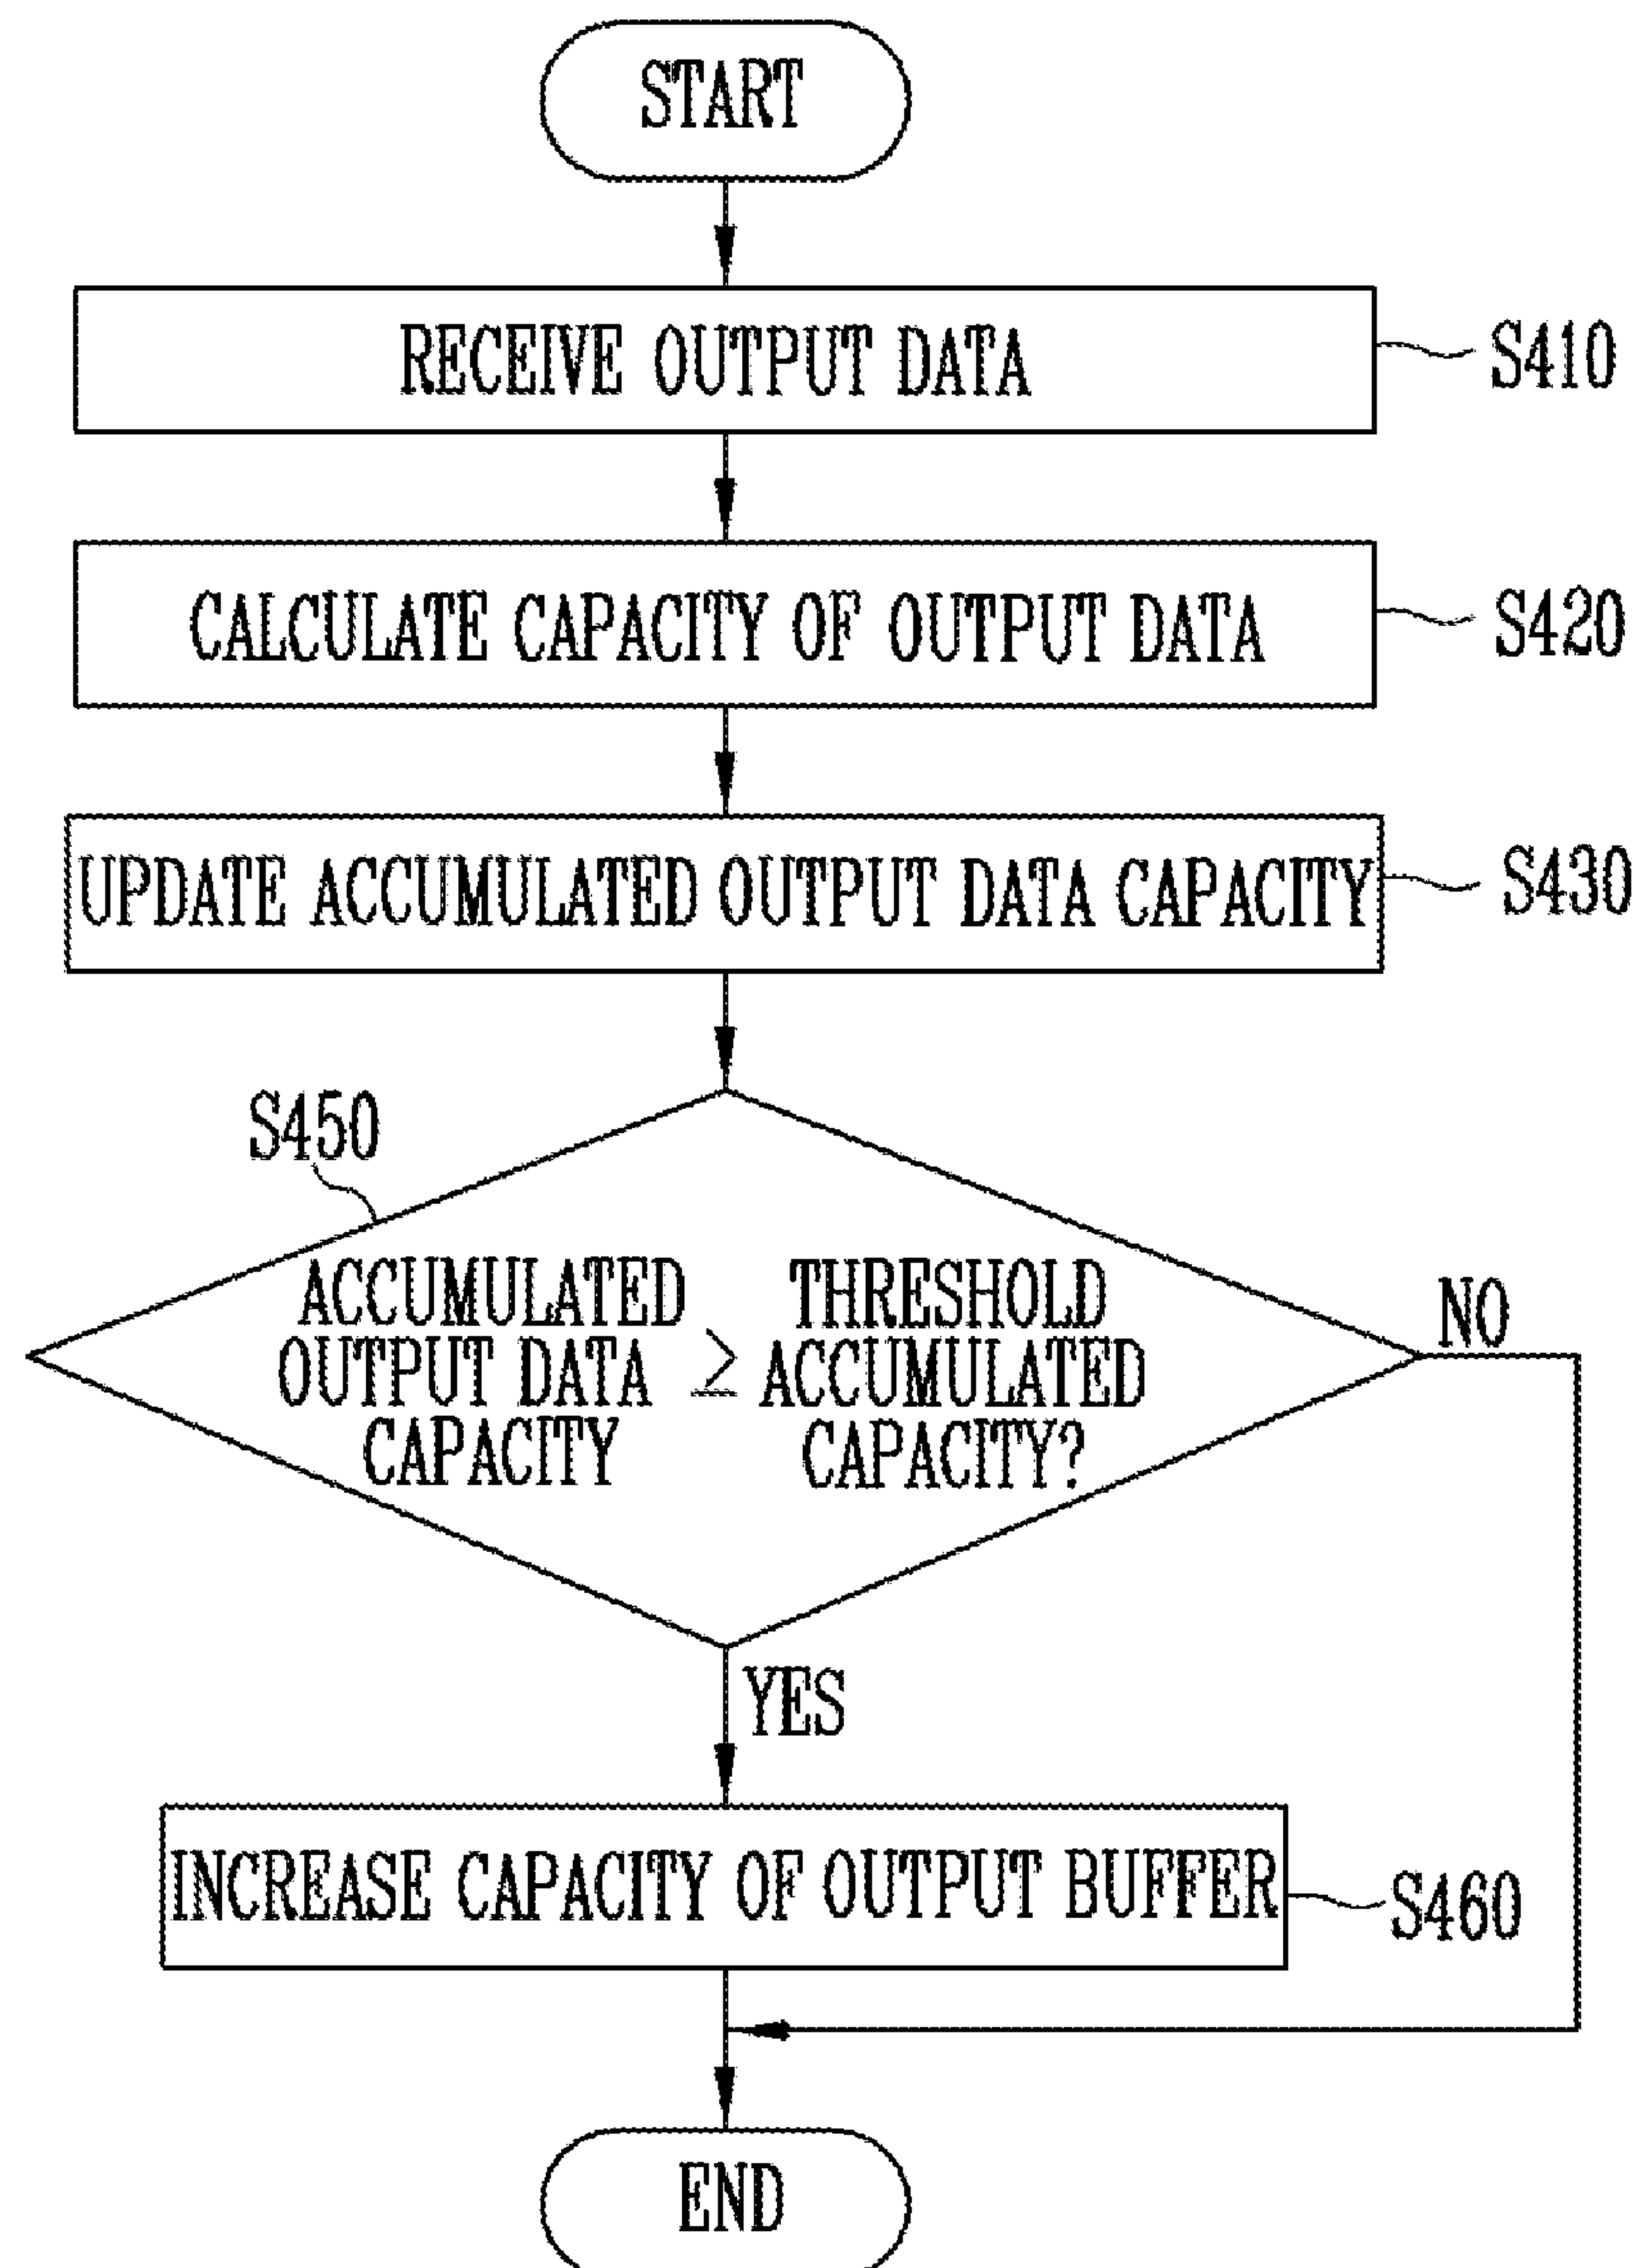 START
RECEIVE OUTPUT DATA
S410
CALCULATE CAPACITY OF OUTPUT DATA
S420
UPDATE ACCUMULATED OUTPUT DATA CAPACITY
S430
S450
ACCUMULATED
OUTPUT DATA
CAPACITY
≥
THRESHOLD
ACCUMULATED
CAPACITY?
NO
YES
INCREASE CAPACITY OF OUTPUT BUFFER
S460
END